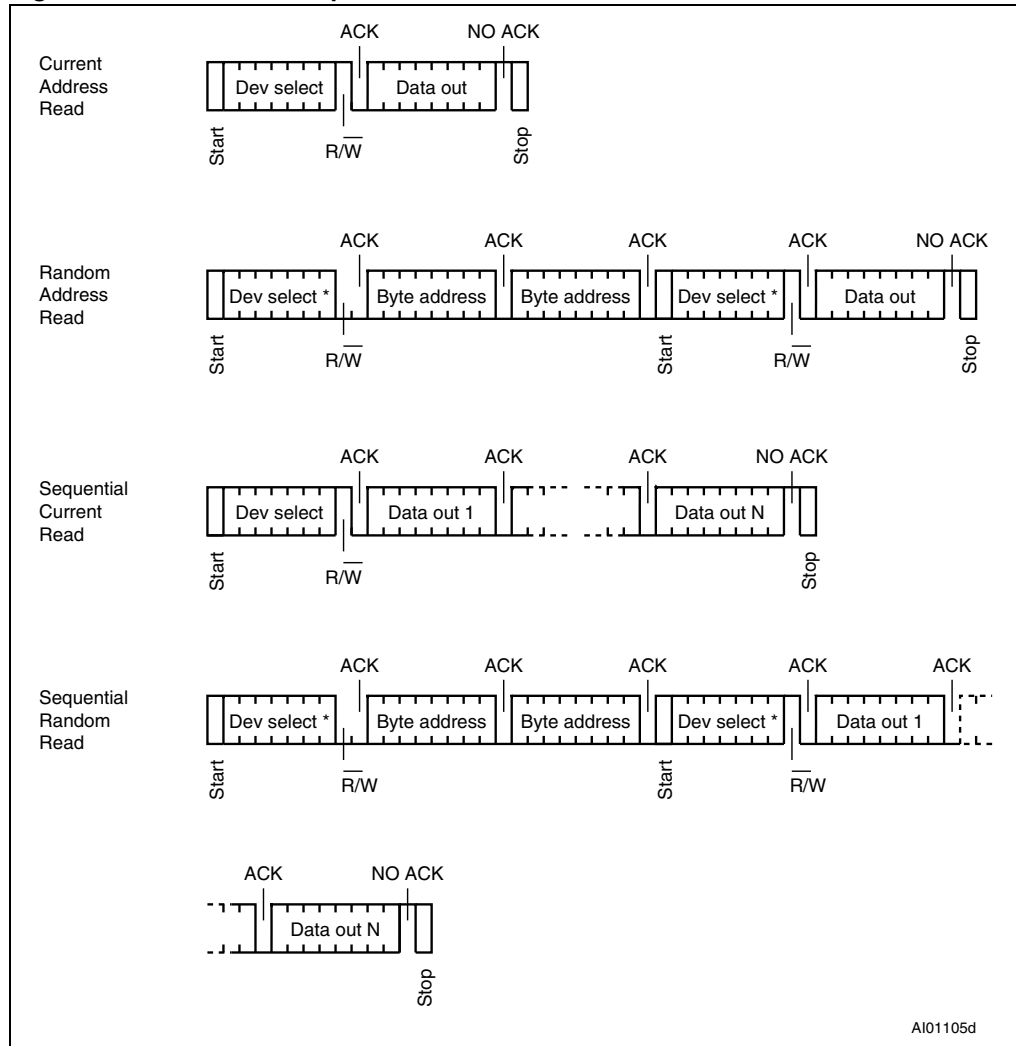 ACK NO ACK
Current
Address
Read
Dev select Data out
Start R/W̅ Stop
ACK ACK ACK ACK NO ACK
Random
Address
Read
Dev select * Byte address Byte address Dev select * Data out
Start R/W̅ Start R/W̅ Stop
ACK ACK ACK NO ACK
Sequential
Current
Read
Dev select Data out 1 Data out N
Start R/W̅ Stop
ACK ACK ACK ACK ACK
Sequential
Random
Read
Dev select * Byte address Byte address Dev select * Data out 1
Start R̅/W Start R̅/W
ACK NO ACK
Data out N
Stop
AI01105d